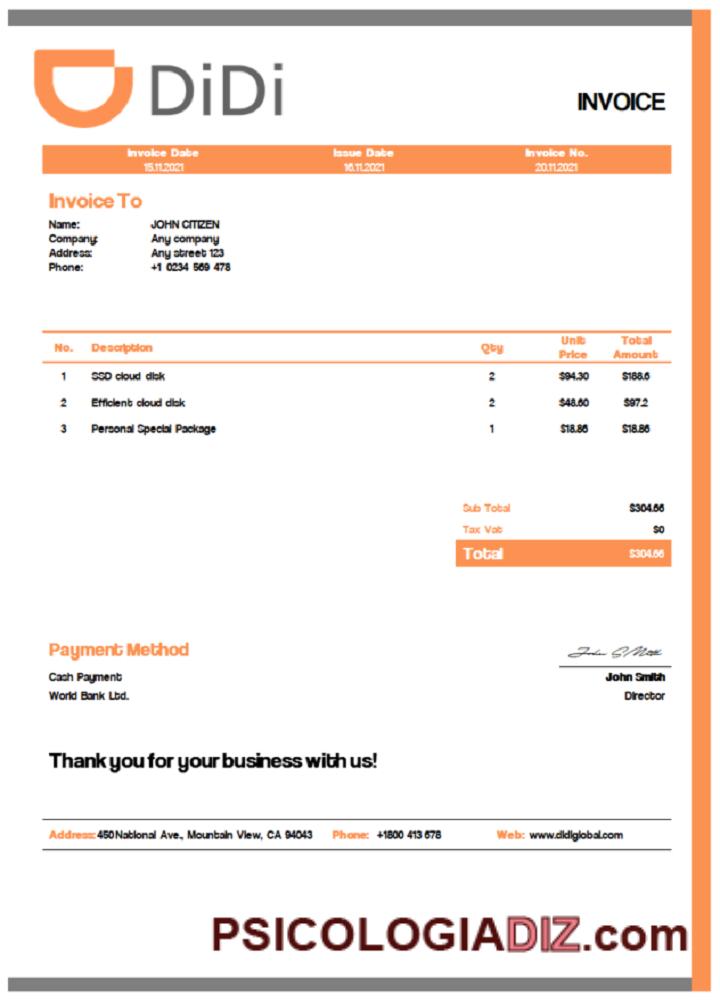 DiDi
INVOICE
Invoice Date Issue Date Invoice No.
15.11.2021 16.11.2021 20.11.2021
Invoice To
Name: JOHN CITIZEN
Company: Any company
Address: Any street 123
Phone: +1 0234 569 478
No. Description Qty Unit Price Total Amount
1 SSD cloud disk 2 $94.30 $188.6
2 Efficient cloud disk 2 $48.60 $97.2
3 Personal Special Package 1 $18.86 $18.86
Sub Total $304.66
Tax Vat $0
Total $304.66
Payment Method
John Smith
Cash Payment John Smith
World Bank Ltd. Director
Thank you for your business with us!
Address: 450 National Ave., Mountain View, CA 94043 Phone: +1800 413 678 Web: www.didiglobal.com
PSICOLOGIADIZ.com